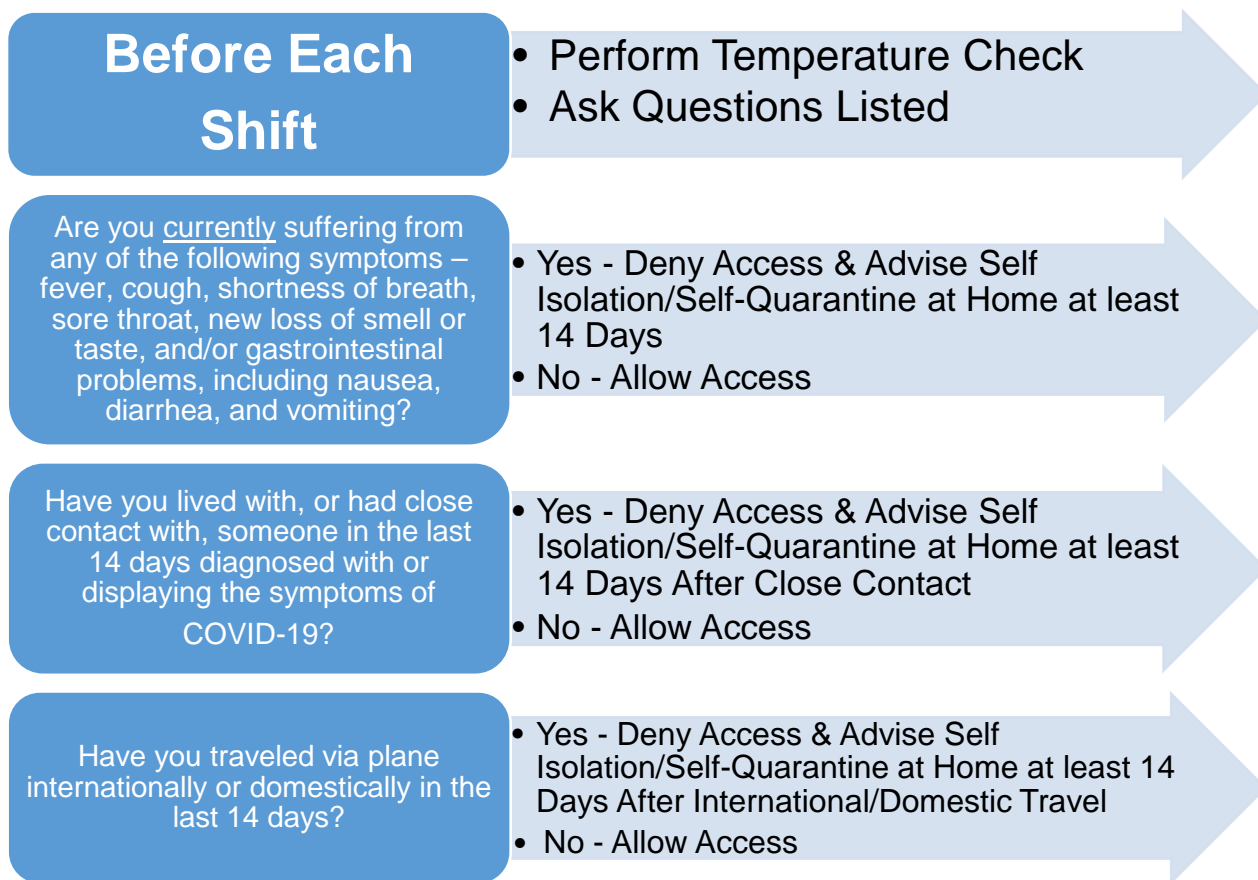 Before Each
Shift
• Perform Temperature Check
• Ask Questions Listed
Are you currently suffering from
any of the following symptoms –
fever, cough, shortness of breath,
sore throat, new loss of smell or
taste, and/or gastrointestinal
problems, including nausea,
diarrhea, and vomiting?
• Yes - Deny Access & Advise Self
Isolation/Self-Quarantine at Home at least
14 Days
• No - Allow Access
Have you lived with, or had close
contact with, someone in the last
14 days diagnosed with or
displaying the symptoms of
COVID-19?
• Yes - Deny Access & Advise Self
Isolation/Self-Quarantine at Home at least
14 Days After Close Contact
• No - Allow Access
Have you traveled via plane
internationally or domestically in the
last 14 days?
• Yes - Deny Access & Advise Self
Isolation/Self-Quarantine at Home at least 14
Days After International/Domestic Travel
• No - Allow Access